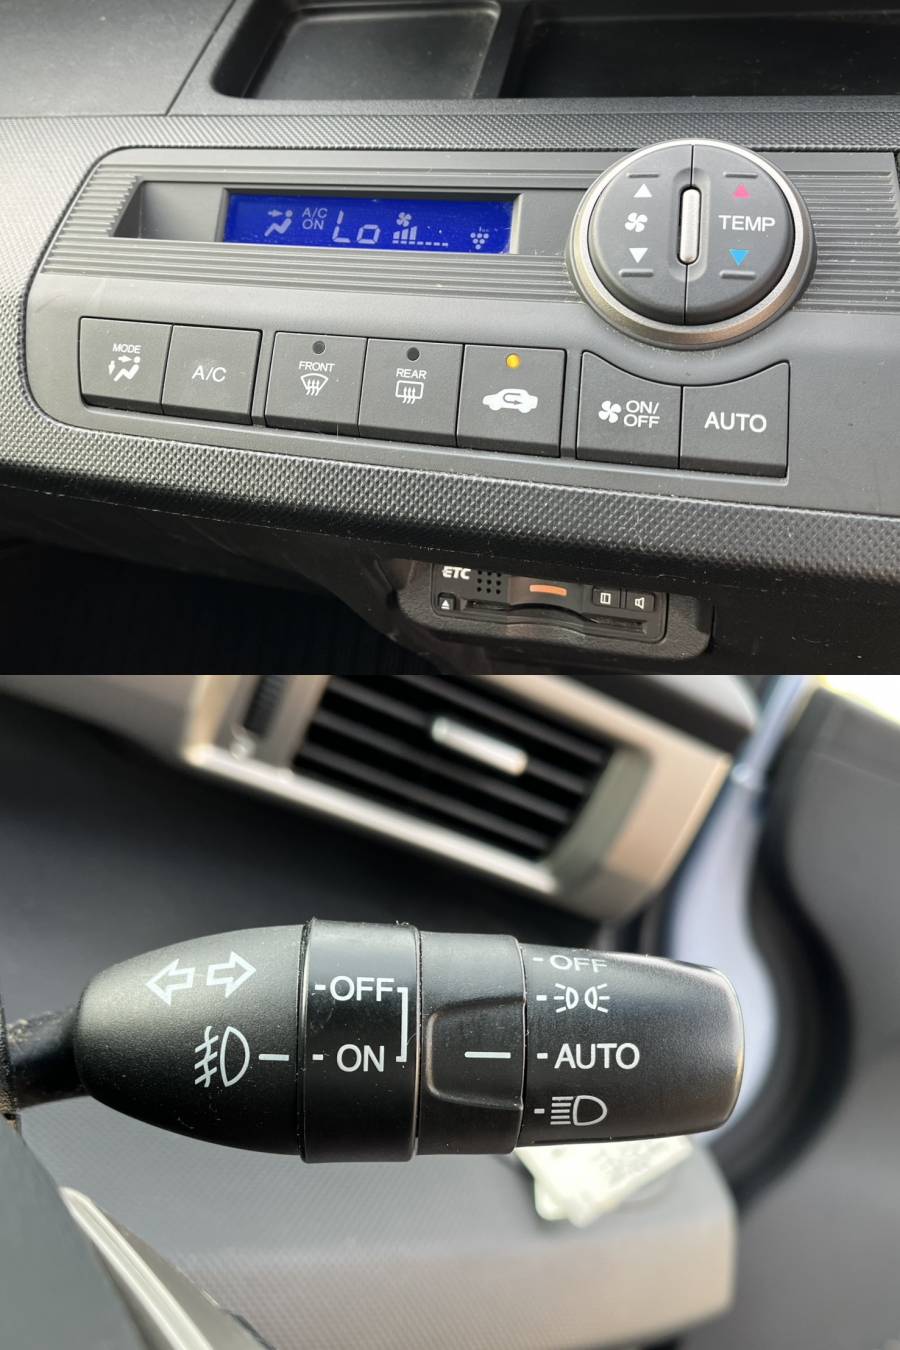 A/C
ON
Lo
TEMP
MODE
A/C
FRONT
REAR
ON/
OFF
AUTO
ETC
OFF
ON
OFF
AUTO